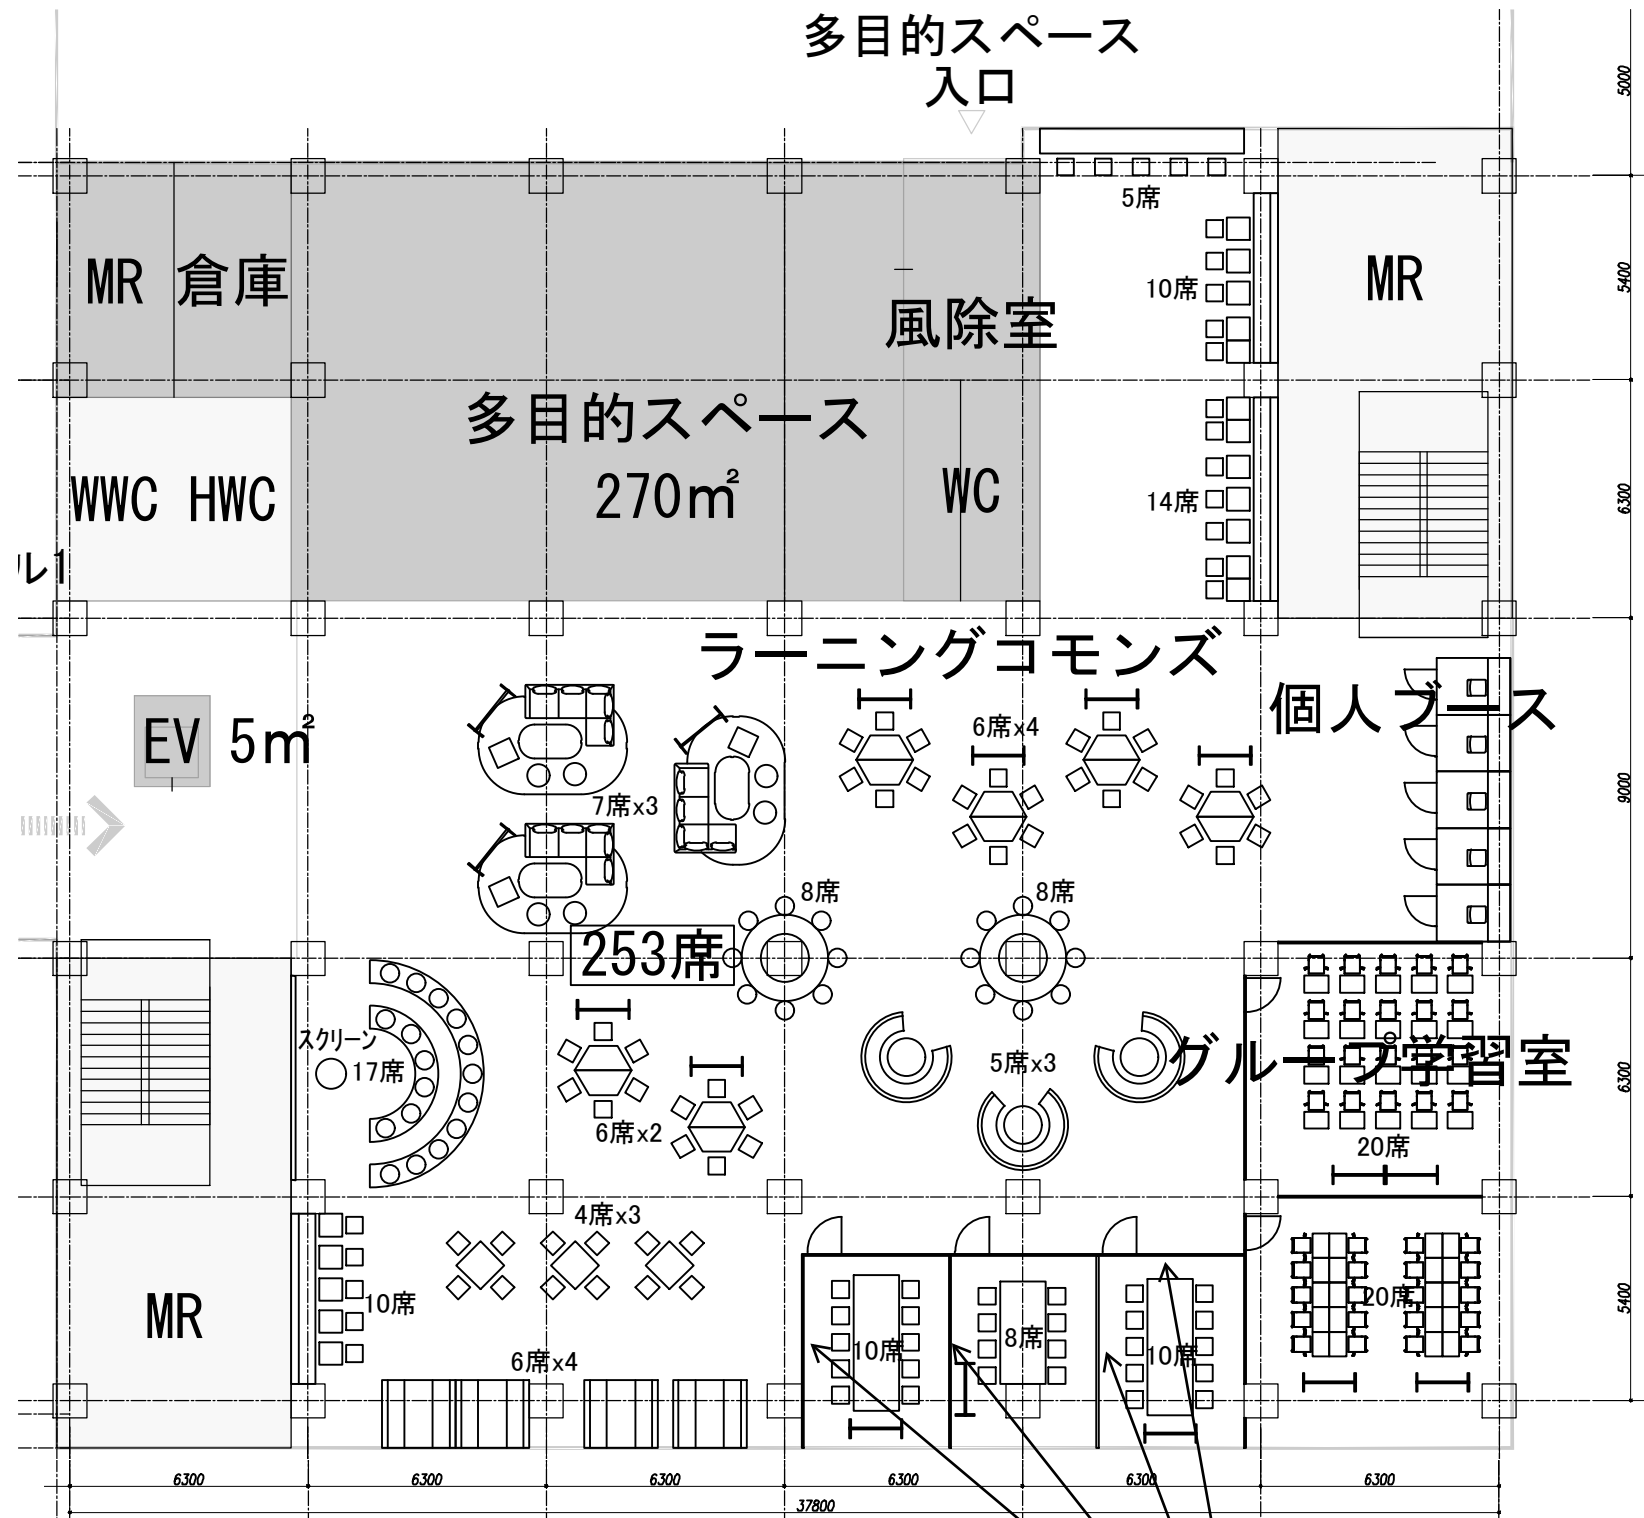 多目的スペース
入口
5000
5席
MR 倉庫
10席
MR
5400
風除室
多目的スペース
270㎡
WWC HWC
WC
14席
6300
ル1
ラーニングコモンズ
個人ブース
EV 5㎡
6席x4
7席x3
9000
8席
8席
253席
スクリーン
17席
5席x3
グループ学習室
6300
6席x2
20席
4席x3
MR
10席
10席
8席
10席
20席
5400
6席x4
6300 6300 6300 6300 6300 6300
37800